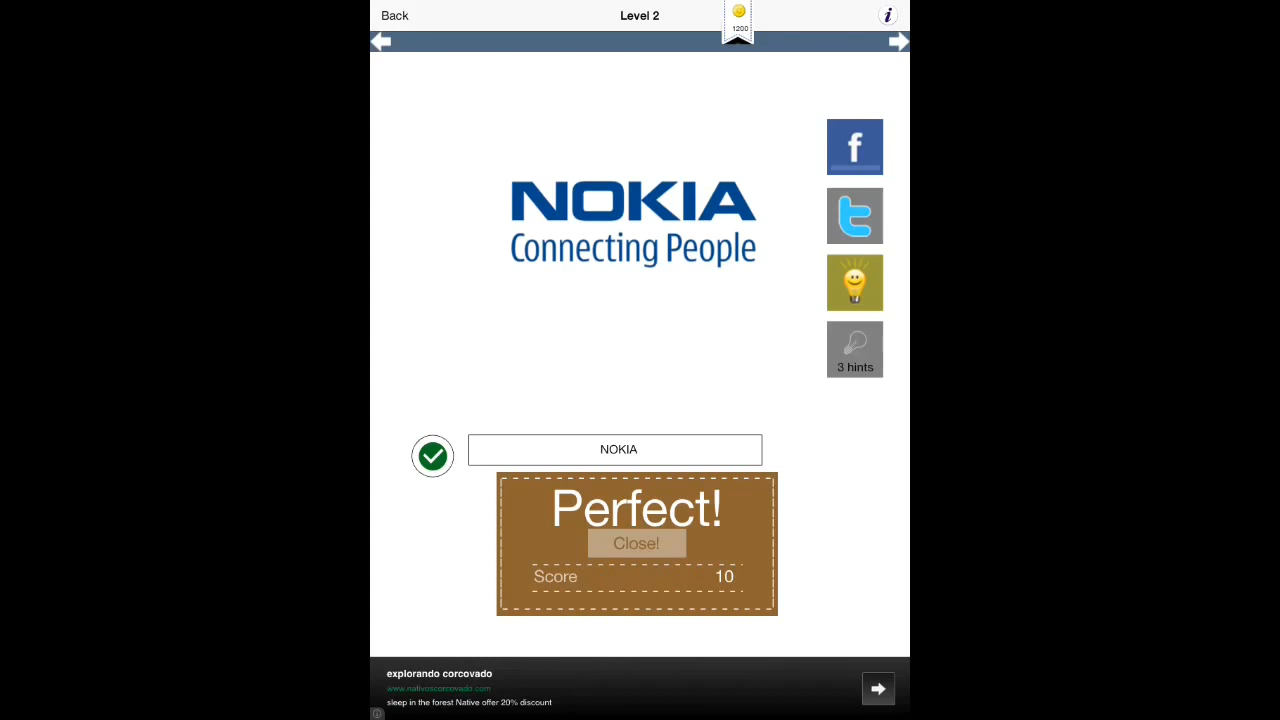 Back
Level 2
1200
i
NOKIA
Connecting People
f
t
3 hints
NOKIA
Perfect!
Close!
Score 10
explorando corcovado
www.nativoscorcovado.com
sleep in the forest Native offer 20% discount